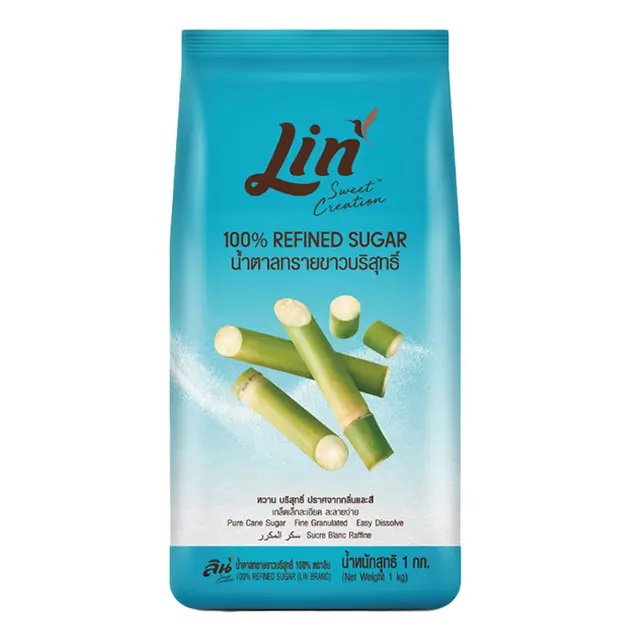 Lin
Sweet™
Creation
100% REFINED SUGAR
น้ำตาลทรายขาวบริสุทธิ์
หวาน บริสุทธิ์ ปราศจากกลิ่นและสี
เกล็ดเล็กละเอียด ละลายง่าย
Pure Cane Sugar Fine Granulated Easy Dissolve
سكر المكرر Sucre Blanc Raffine
ลิน น้ำตาลทรายขาวบริสุทธิ์ 100% ตราลิน
100% REFINED SUGAR (LIN BRAND)
น้ำหนักสุทธิ 1 กก.
(Net Weight 1 kg)